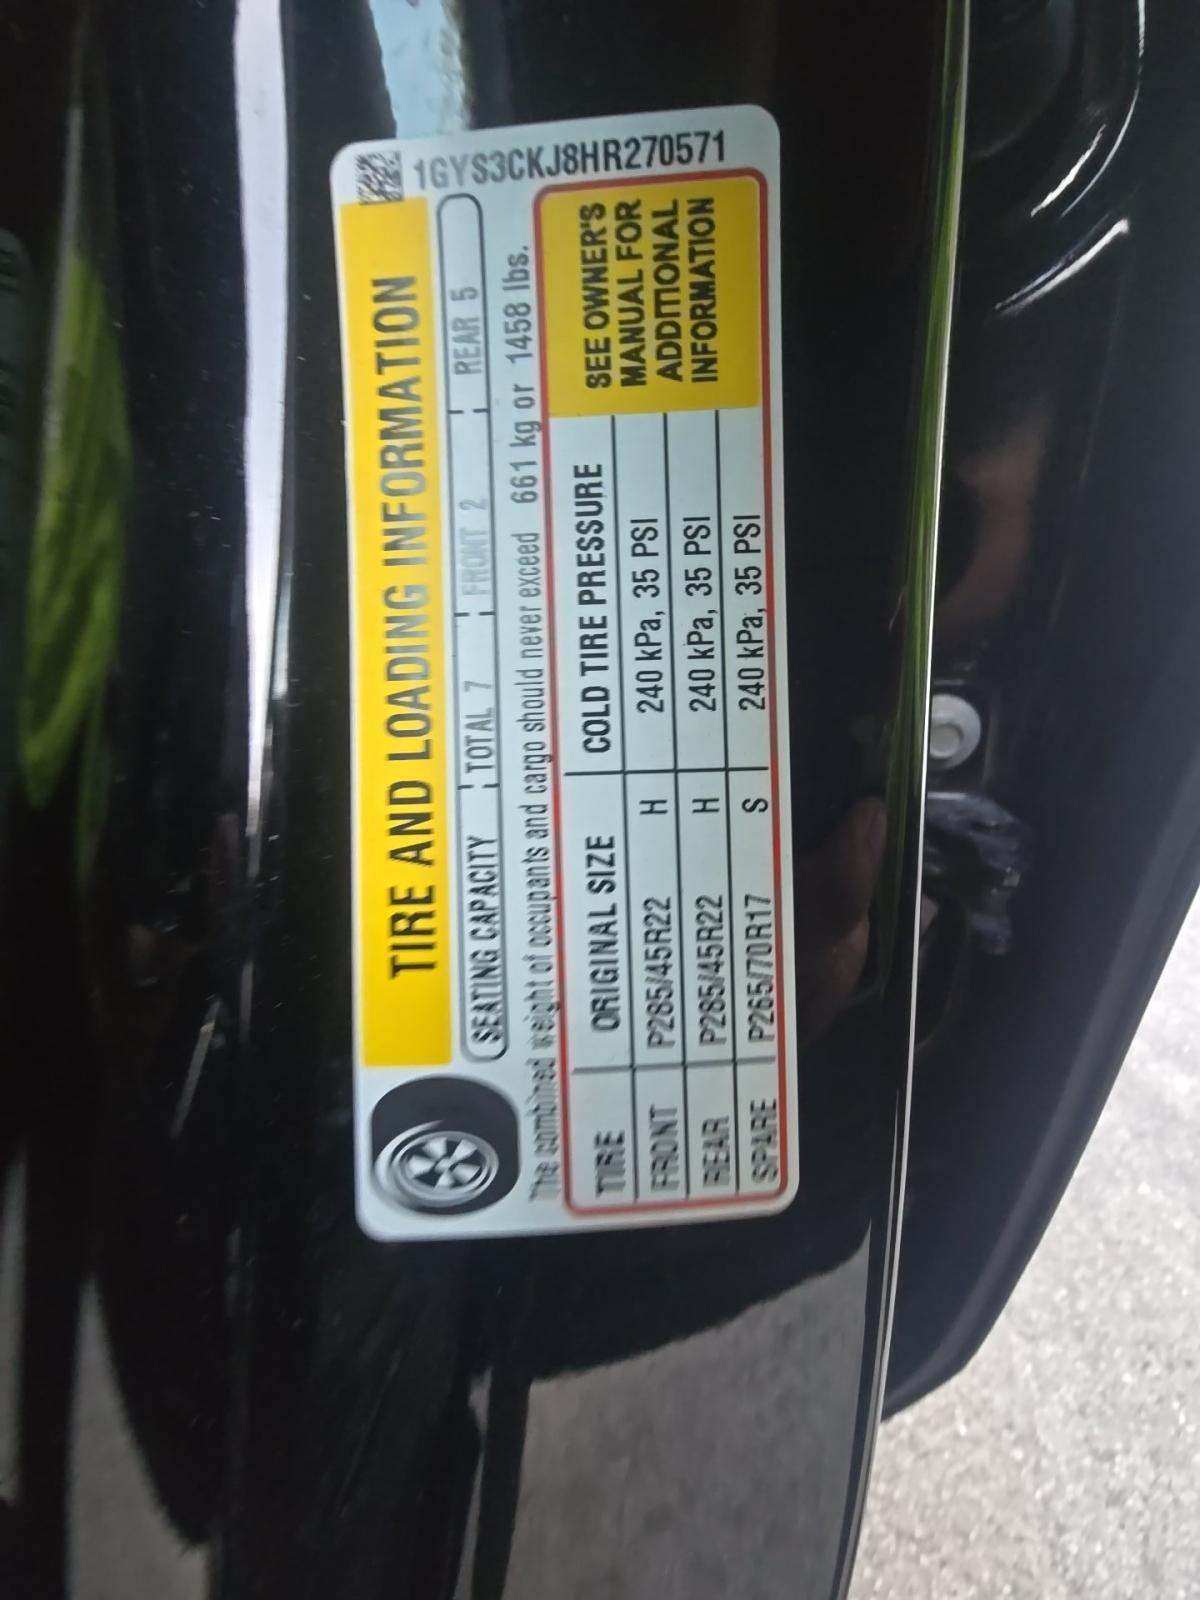 1GYS3CKJ8HR270571
TIRE AND LOADING INFORMATION
SEATING CAPACITY TOTAL 7 FRONT 2 REAR 5
The combined weight of occupants and cargo should never exceed 661 kg or 1458 lbs.
TIRE ORIGINAL SIZE COLD TIRE PRESSURE
FRONT P285/45R22 H 240 kPa, 35 PSI
REAR P285/45R22 H 240 kPa, 35 PSI
SPARE P265/70R17 S 240 kPa, 35 PSI
SEE OWNER'S
MANUAL FOR
ADDITIONAL
INFORMATION